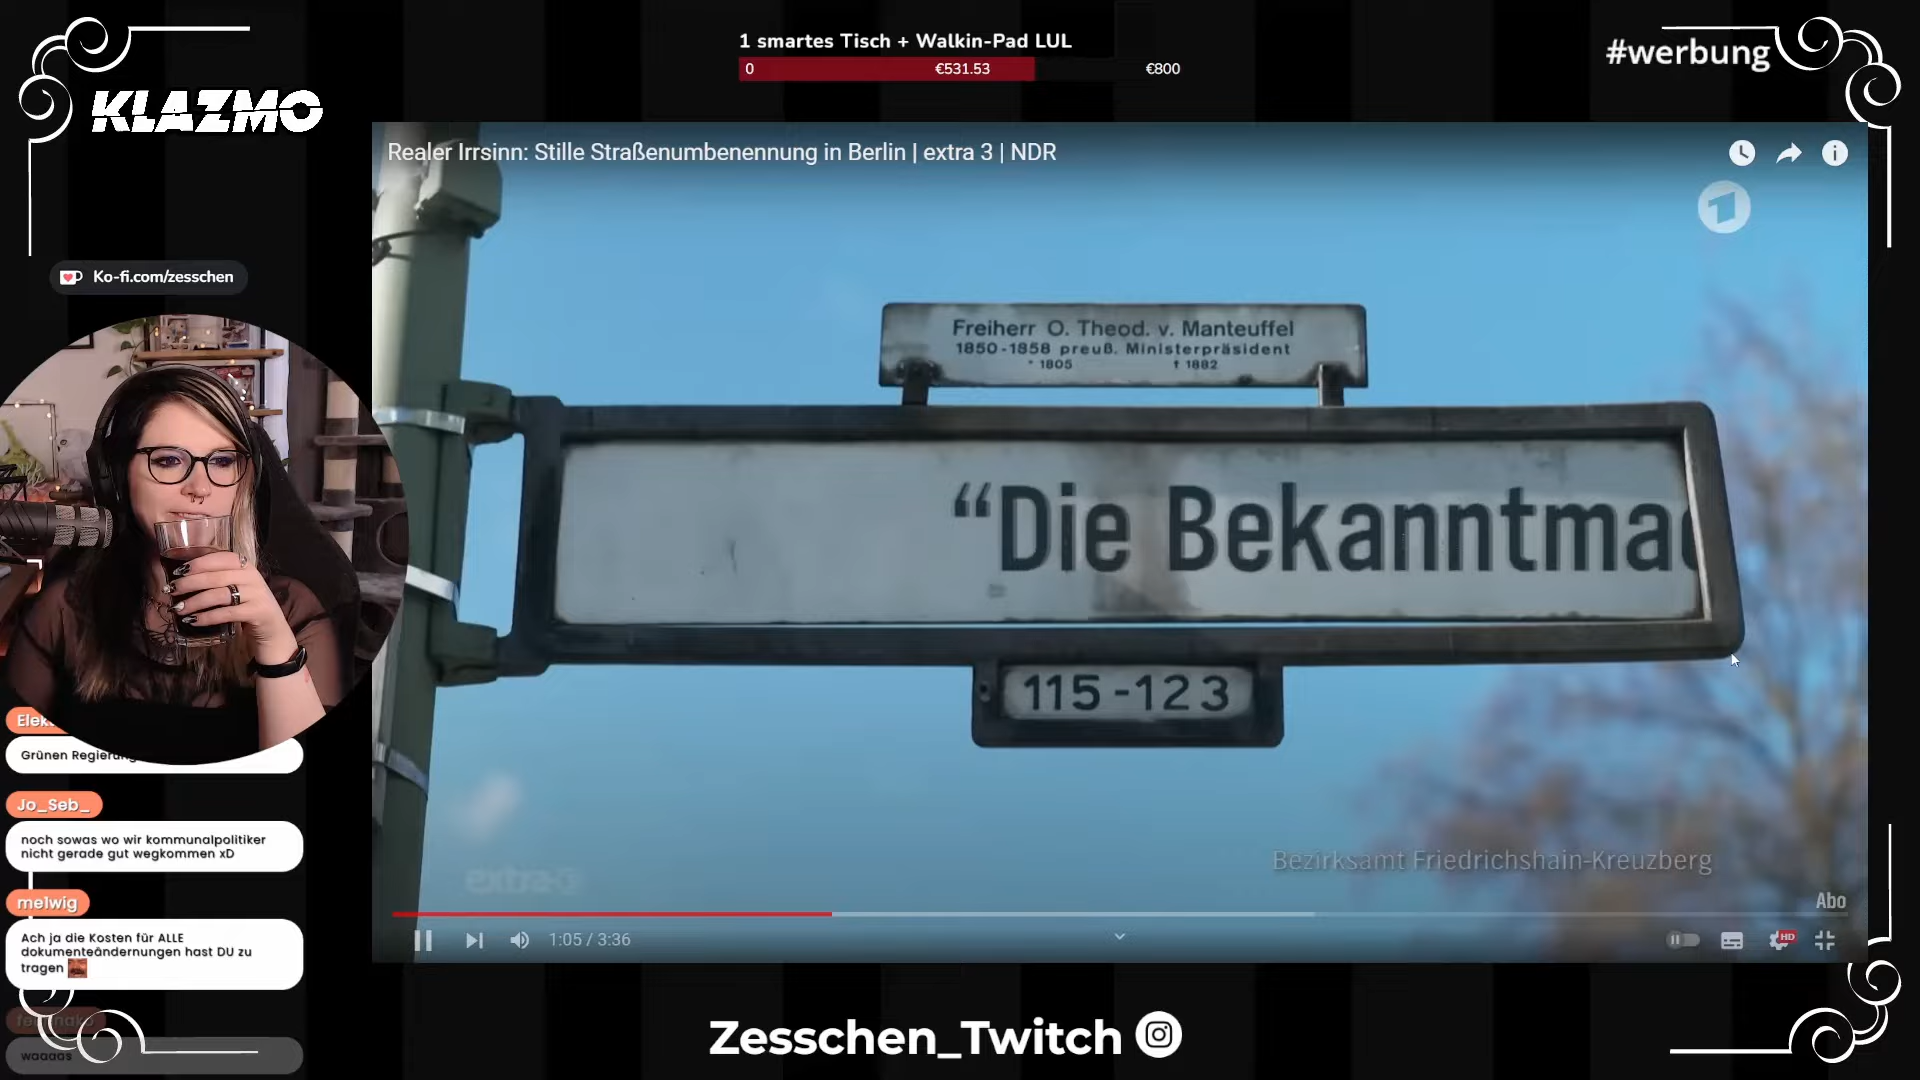 1 smartes Tisch + Walkin-Pad LUL
0 €531.53 €800
#werbung
KLAZMO
Realer Irrsinn: Stille Straßenumbenennung in Berlin | extra 3 | NDR
Ko-fi.com/zesschen
Freiherr O. Theod. v. Manteuffel
1850-1858 preuß. Ministerpräsident
* 1805 † 1882
“Die Bekanntma
115-123
Bezirksamt Friedrichshain-Kreuzberg
extra3
Abo
1:05 / 3:36
HD
Grünen Regierung
Jo_Seb_
noch sowas wo wir kommunalpolitiker
nicht gerade gut wegkommen xD
melwig
Ach ja die Kosten für ALLE
dokumenteänderungen hast DU zu
tragen
waaaas
Zesschen_Twitch